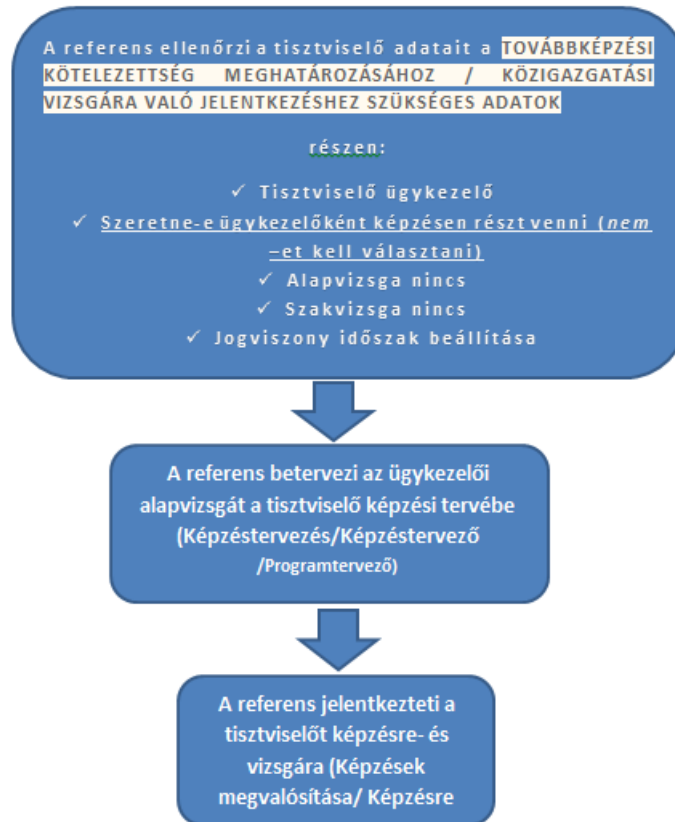 A referens ellenőrzi a tisztviselő adatait a TOVÁBBKÉPZÉSI
KÖTELEZETTSÉG MEGHATÁROZÁSÁHOZ / KÖZIGAZGATÁSI
VIZSGÁRA VALÓ JELENTKEZÉSHEZ SZÜKSÉGES ADATOK
részen:
✓ Tisztviselő ügykezelő
✓ Szeretne-e ügykezelőként képzésen részt venni (nem
–et kell választani)
✓ Alapvizsga nincs
✓ Szakvizsga nincs
✓ Jogviszony időszak beállítása
A referens betervezi az ügykezelői
alapvizsgát a tisztviselő képzési tervébe
(Képzéstervezés/Képzéstervező
/Programtervező)
A referens jelentkezteti a
tisztviselőt képzésre- és
vizsgára (Képzések
megvalósítása/ Képzésre